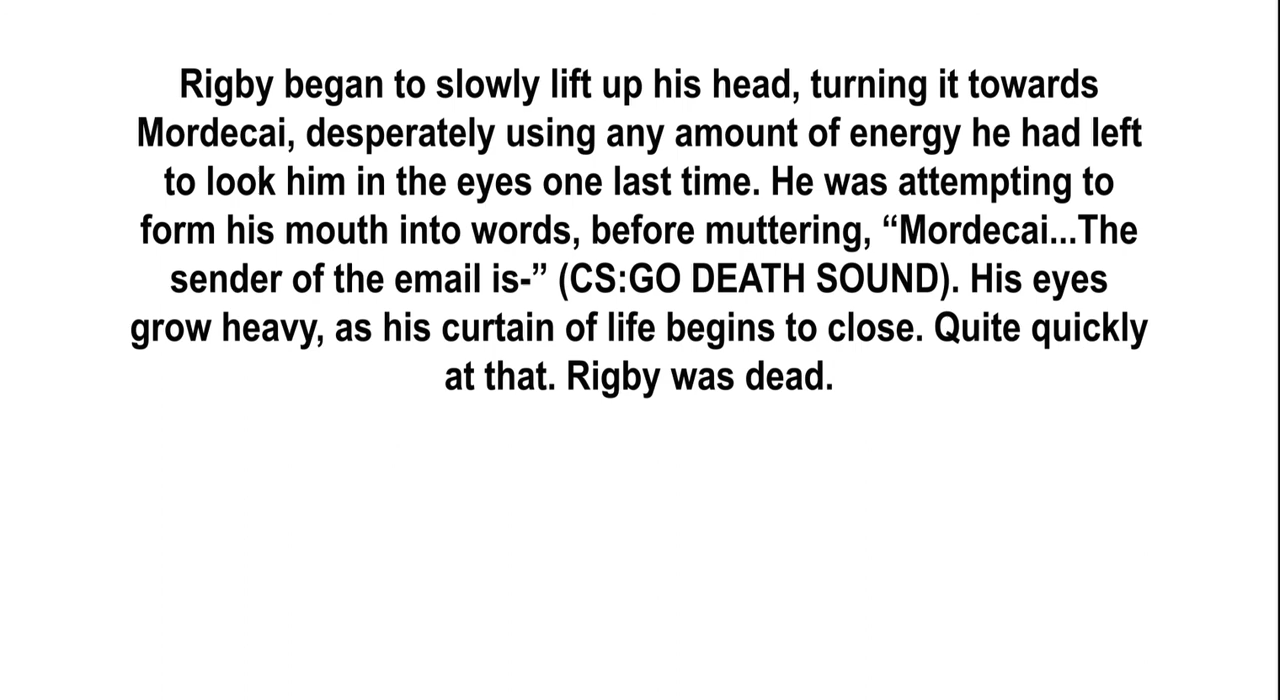 Rigby began to slowly lift up his head, turning it towards
Mordecai, desperately using any amount of energy he had left
to look him in the eyes one last time. He was attempting to
form his mouth into words, before muttering, “Mordecai...The
sender of the email is-” (CS:GO DEATH SOUND). His eyes
grow heavy, as his curtain of life begins to close. Quite quickly
at that. Rigby was dead.